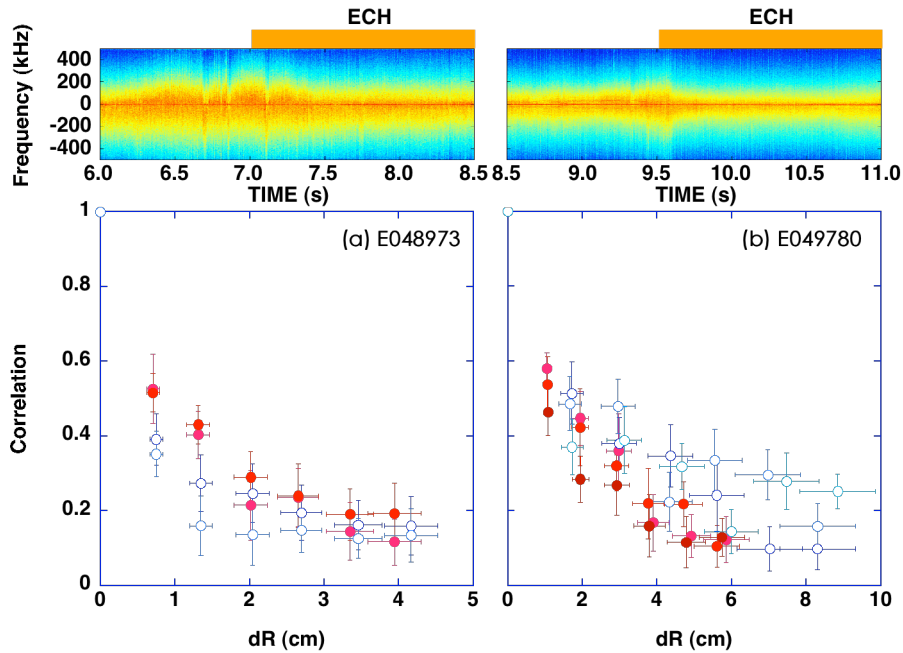 ECH ECH
Frequency (kHz)
400
200
0
-200
-400
6.0 6.5 7.0 7.5 8.0 8.5 8.5 9.0 9.5 10.0 10.5 11.0
TIME (s) TIME (s)
Correlation
1
0.8
0.6
0.4
0.2
0
(a) E048973 (b) E049780
0 1 2 3 4 5 0 2 4 6 8 10
dR (cm) dR (cm)